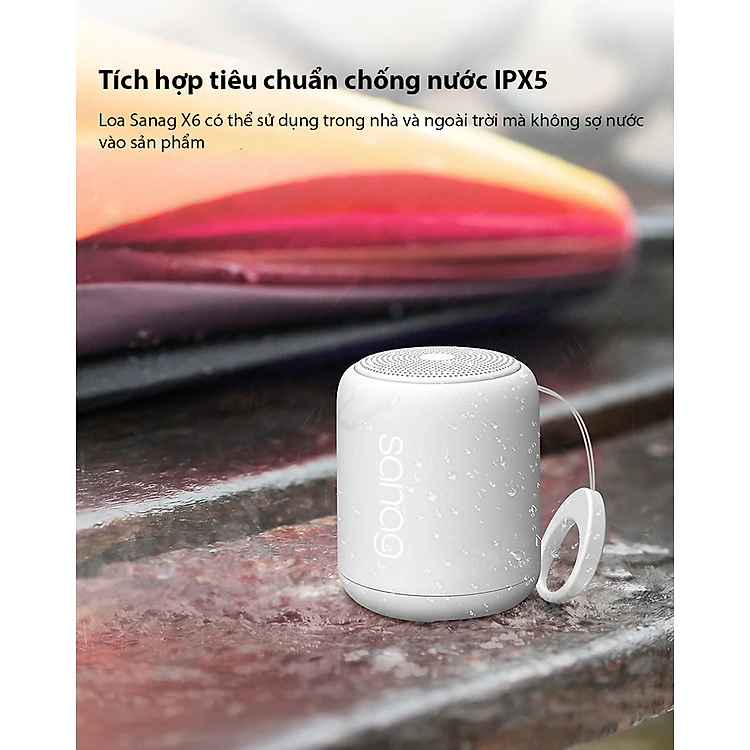 Tích hợp tiêu chuẩn chống nước IPX5
Loa Sanag X6 có thể sử dụng trong nhà và ngoài trời mà không sợ nước
vào sản phẩm
sanag